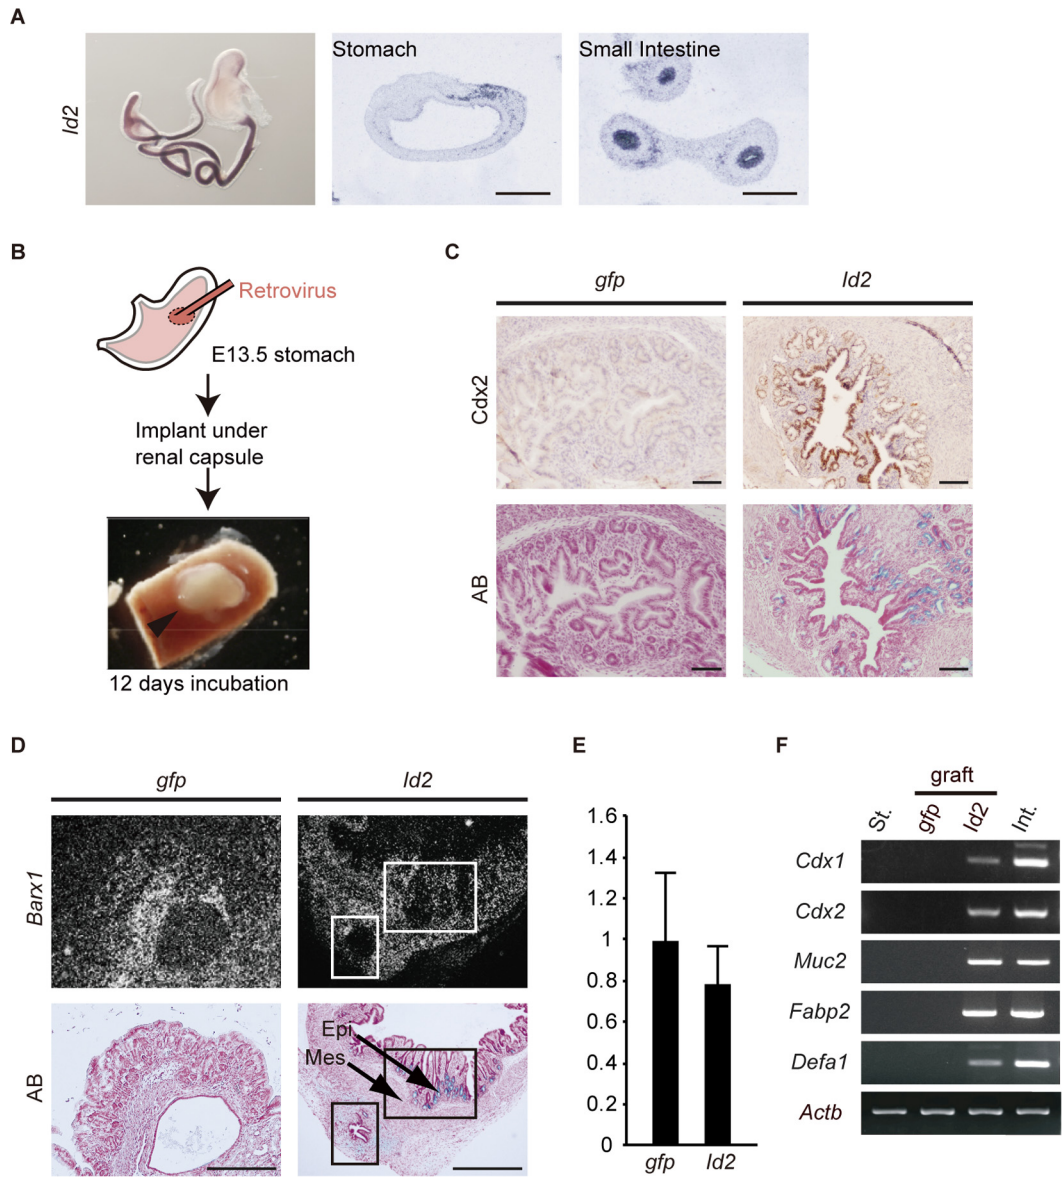 A
Id2
Stomach
Small Intestine
B
Retrovirus
E13.5 stomach
Implant under
renal capsule
12 days incubation
C
gfp
Id2
Cdx2
AB
D
gfp
Id2
Barx1
AB
Epi
Mes
E
1.6
1.4
1.2
1
0.8
0.6
0.4
0.2
0
gfp
Id2
F
graft
St.
gfp
Id2
Int.
Cdx1
Cdx2
Muc2
Fabp2
Defa1
Actb